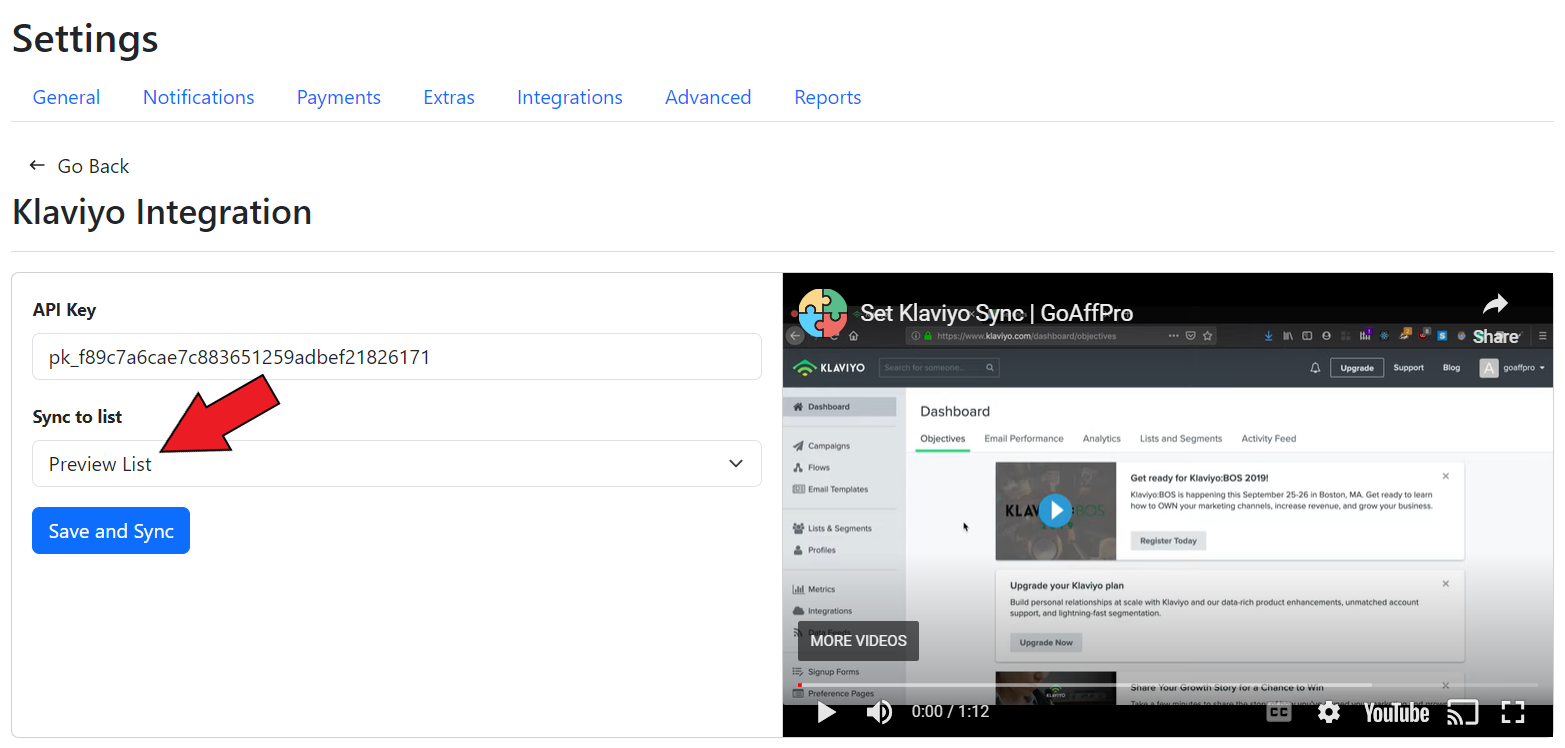 Settings
General Notifications Payments Extras Integrations Advanced Reports
← Go Back
Klaviyo Integration
API Key
pk_f89c7a6cae7c883651259adbef21826171
Sync to list
Preview List
Save and Sync
Set Klaviyo Sync | GoAffPro
Share
https://www.klaviyo.com/dashboard/objectives
KLAVIYO
Search for someone...
Upgrade Support Blog A goaffpro
Dashboard
Campaigns
Flows
Email Templates
Lists & Segments
Profiles
Metrics
Integrations
MORE VIDEOS
Signup Forms
Preference Pages
Dashboard
Objectives Email Performance Analytics Lists and Segments Activity Feed
Get ready for Klaviyo:BOS 2019!
Klaviyo:BOS is happening this September 25-26 in Boston, MA. Get ready to learn
how to OWN your marketing channels, increase revenue, and grow your business.
Register Today
Upgrade your Klaviyo plan
Build personal relationships at scale with Klaviyo and our data-rich product enhancements, unmatched account
support, and lightning-fast segmentation.
Upgrade Now
Share Your Growth Story for a Chance to Win
0:00 / 1:12
CC
YouTube